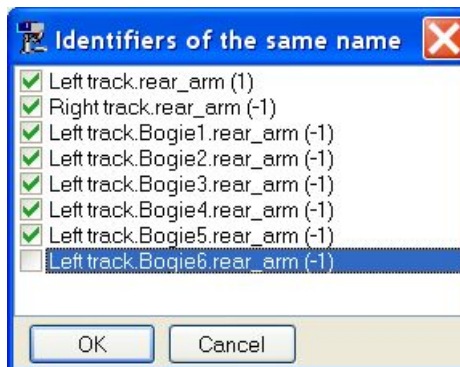 Identifiers of the same name
Left track.rear_arm (1)
Right track.rear_arm (-1)
Left track.Bogie1.rear_arm (-1)
Left track.Bogie2.rear_arm (-1)
Left track.Bogie3.rear_arm (-1)
Left track.Bogie4.rear_arm (-1)
Left track.Bogie5.rear_arm (-1)
Left track.Bogie6.rear_arm (-1)
OK
Cancel